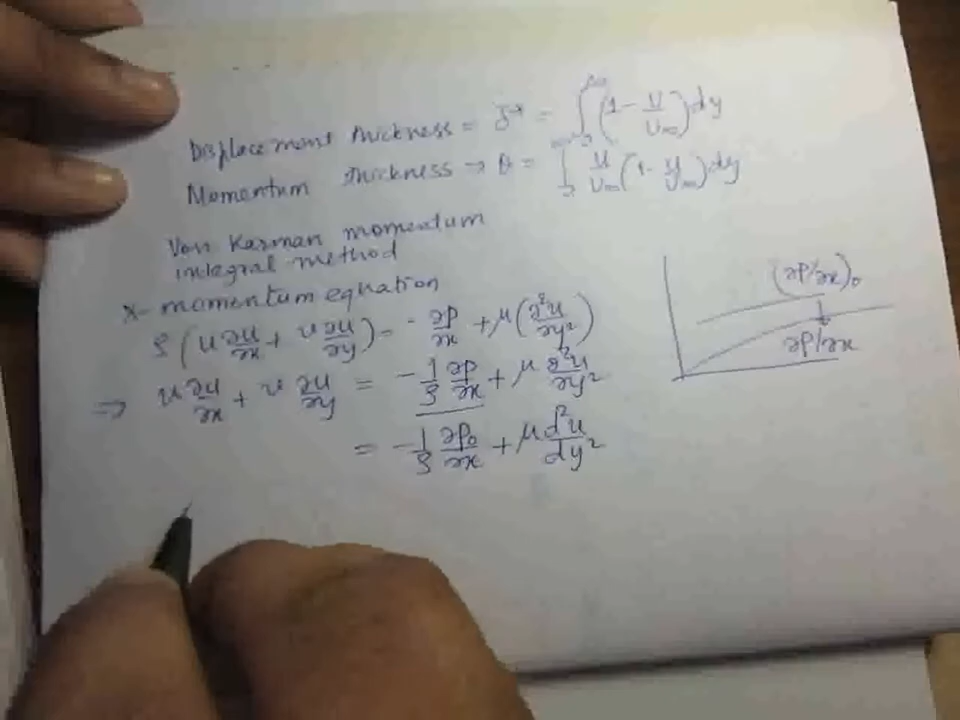 Displacement thickness = δ* = ∫ (1 - U/U∞) dy
Momentum thickness → θ = ∫ u/U∞ (1 - u/U∞) dy
Von Karman momentum
integral method
x-momentum equation
ρ (u ∂u/∂x + v ∂u/∂y) = - ∂p/∂x + μ (∂²u/∂y²)
⇒ u ∂u/∂x + v ∂u/∂y = - 1/ρ ∂p/∂x + μ ∂²u/∂y²
= - 1/ρ ∂p₀/∂x + μ d²u/dy²
(∂P/∂x)₀
∂P/∂x